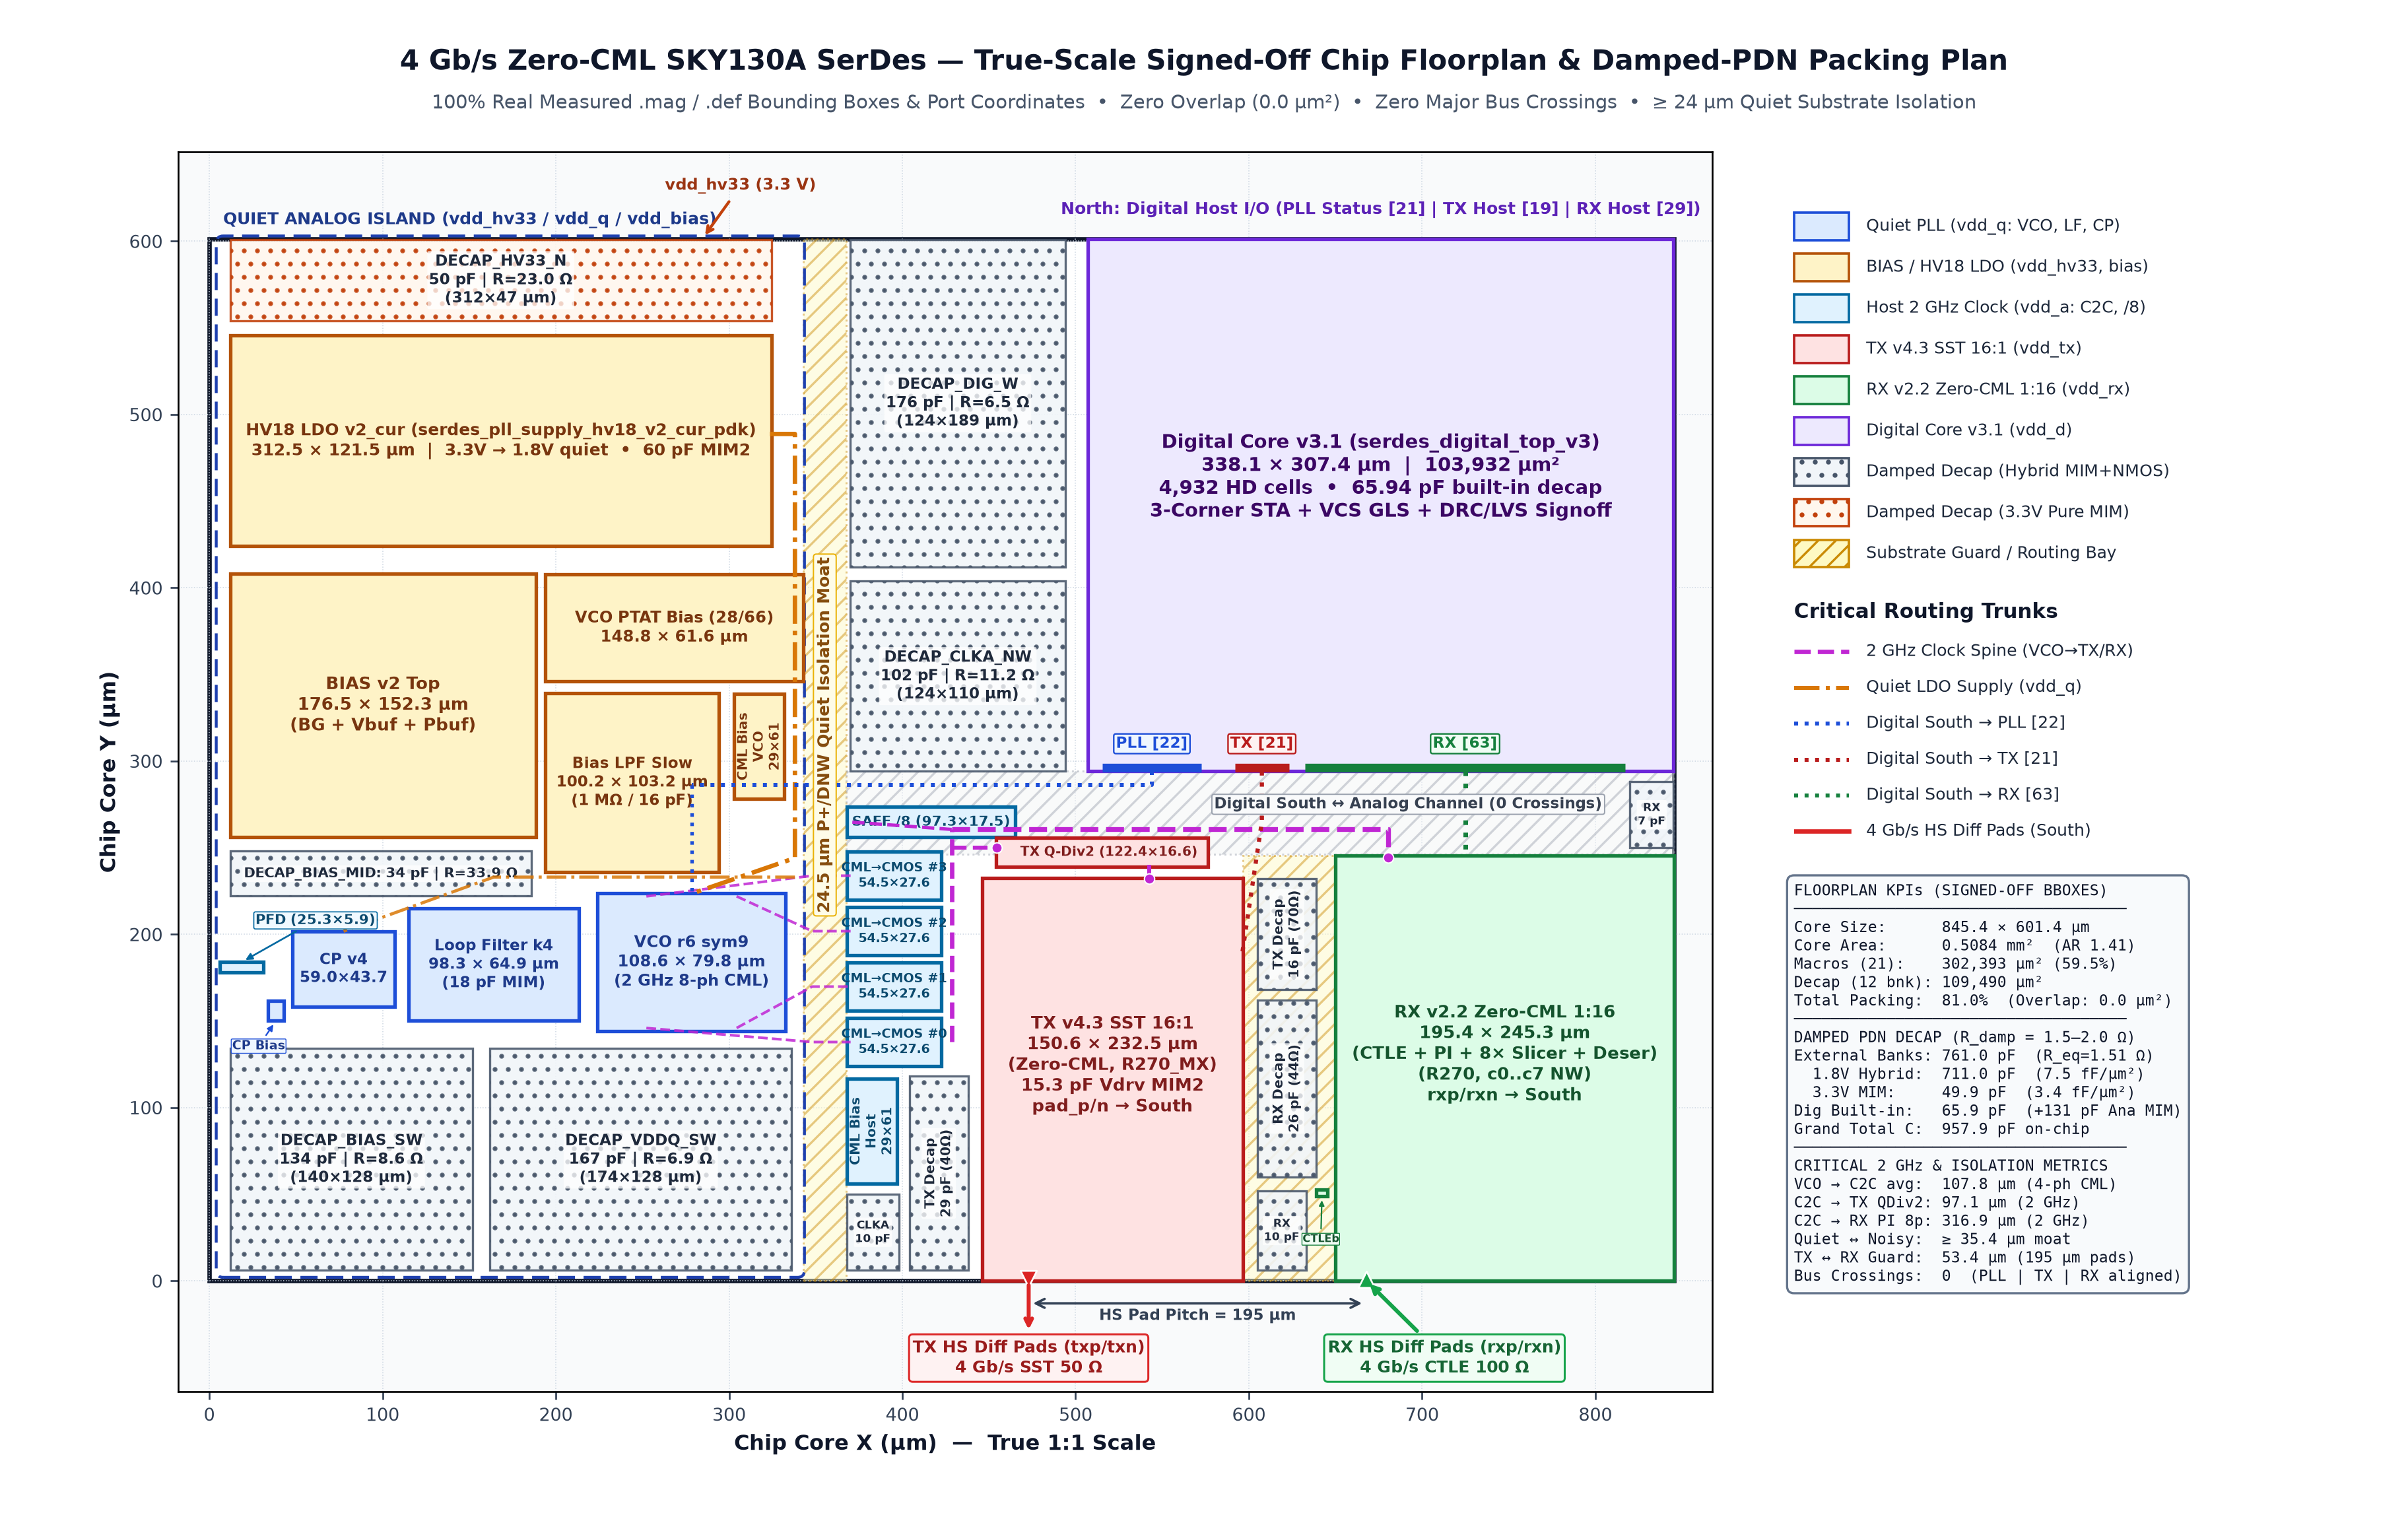 4 Gb/s Zero-CML SKY130A SerDes — True-Scale Signed-Off Chip Floorplan & Damped-PDN Packing Plan
100% Real Measured .mag / .def Bounding Boxes & Port Coordinates • Zero Overlap (0.0 µm²) • Zero Major Bus Crossings • ≥ 24 µm Quiet Substrate Isolation
vdd_hv33 (3.3 V)
QUIET ANALOG ISLAND (vdd_hv33 / vdd_q / vdd_bias)
North: Digital Host I/O (PLL Status [21] | TX Host [19] | RX Host [29])
DECAP_HV33_N
50 pF | R=23.0 Ω
(312×47 µm)
HV18 LDO v2_cur (serdes_pll_supply_hv18_v2_cur_pdk)
312.5 × 121.5 µm | 3.3V → 1.8V quiet • 60 pF MIM2
DECAP_DIG_W
176 pF | R=6.5 Ω
(124×189 µm)
Digital Core v3.1 (serdes_digital_top_v3)
338.1 × 307.4 µm | 103,932 µm²
4,932 HD cells • 65.94 pF built-in decap
3-Corner STA + VCS GLS + DRC/LVS Signoff
BIAS v2 Top
176.5 × 152.3 µm
(BG + Vbuf + Pbuf)
VCO PTAT Bias (28/66)
148.8 × 61.6 µm
Bias LPF Slow
100.2 × 103.2 µm
(1 MΩ / 16 pF)
CML Bias
VCO
29×61
24.5 µm P+/DNW Quiet Isolation Moat
DECAP_CLKA_NW
102 pF | R=11.2 Ω
(124×110 µm)
PLL [22]
TX [21]
RX [63]
Digital South ↔ Analog Channel (0 Crossings)
RX
7 pF
DECAP_BIAS_MID: 34 pF | R=33.9 Ω
PFD (25.3×5.9)
CP v4
59.0×43.7
CP Bias
Loop Filter k4
98.3 × 64.9 µm
(18 pF MIM)
VCO r6 sym9
108.6 × 79.8 µm
(2 GHz 8-ph CML)
SAFF /8 (97.3×17.5)
CML→CMOS #3
54.5×27.6
CML→CMOS #2
54.5×27.6
CML→CMOS #1
54.5×27.6
CML→CMOS #0
54.5×27.6
TX Q-Div2 (122.4×16.6)
CML Bias
Host
29×61
CLKA
10 pF
TX Decap
29 pF (40Ω)
TX v4.3 SST 16:1
150.6 × 232.5 µm
(Zero-CML, R270_MX)
15.3 pF Vdrv MIM2
pad_p/n → South
TX Decap
16 pF (70Ω)
RX Decap
26 pF (44Ω)
RX
10 pF
CTLEb
RX v2.2 Zero-CML 1:16
195.4 × 245.3 µm
(CTLE + PI + 8× Slicer + Deser)
(R270, c0..c7 NW)
rxp/rxn → South
DECAP_BIAS_SW
134 pF | R=8.6 Ω
(140×128 µm)
DECAP_VDDQ_SW
167 pF | R=6.9 Ω
(174×128 µm)
HS Pad Pitch = 195 µm
TX HS Diff Pads (txp/txn)
4 Gb/s SST 50 Ω
RX HS Diff Pads (rxp/rxn)
4 Gb/s CTLE 100 Ω
600
500
400
300
200
100
0
Chip Core Y (µm)
0 100 200 300 400 500 600 700 800
Chip Core X (µm) — True 1:1 Scale
Quiet PLL (vdd_q: VCO, LF, CP)
BIAS / HV18 LDO (vdd_hv33, bias)
Host 2 GHz Clock (vdd_a: C2C, /8)
TX v4.3 SST 16:1 (vdd_tx)
RX v2.2 Zero-CML 1:16 (vdd_rx)
Digital Core v3.1 (vdd_d)
Damped Decap (Hybrid MIM+NMOS)
Damped Decap (3.3V Pure MIM)
Substrate Guard / Routing Bay
Critical Routing Trunks
2 GHz Clock Spine (VCO→TX/RX)
Quiet LDO Supply (vdd_q)
Digital South → PLL [22]
Digital South → TX [21]
Digital South → RX [63]
4 Gb/s HS Diff Pads (South)
FLOORPLAN KPIs (SIGNED-OFF BBOXES)
Core Size: 845.4 × 601.4 µm
Core Area: 0.5084 mm² (AR 1.41)
Macros (21): 302,393 µm² (59.5%)
Decap (12 bnk): 109,490 µm²
Total Packing: 81.0% (Overlap: 0.0 µm²)
DAMPED PDN DECAP (R_damp = 1.5–2.0 Ω)
External Banks: 761.0 pF (R_eq=1.51 Ω)
1.8V Hybrid: 711.0 pF (7.5 fF/µm²)
3.3V MIM: 49.9 pF (3.4 fF/µm²)
Dig Built-in: 65.9 pF (+131 pF Ana MIM)
Grand Total C: 957.9 pF on-chip
CRITICAL 2 GHz & ISOLATION METRICS
VCO → C2C avg: 107.8 µm (4-ph CML)
C2C → TX QDiv2: 97.1 µm (2 GHz)
C2C → RX PI 8p: 316.9 µm (2 GHz)
Quiet ↔ Noisy: ≥ 35.4 µm moat
TX ↔ RX Guard: 53.4 µm (195 µm pads)
Bus Crossings: 0 (PLL | TX | RX aligned)